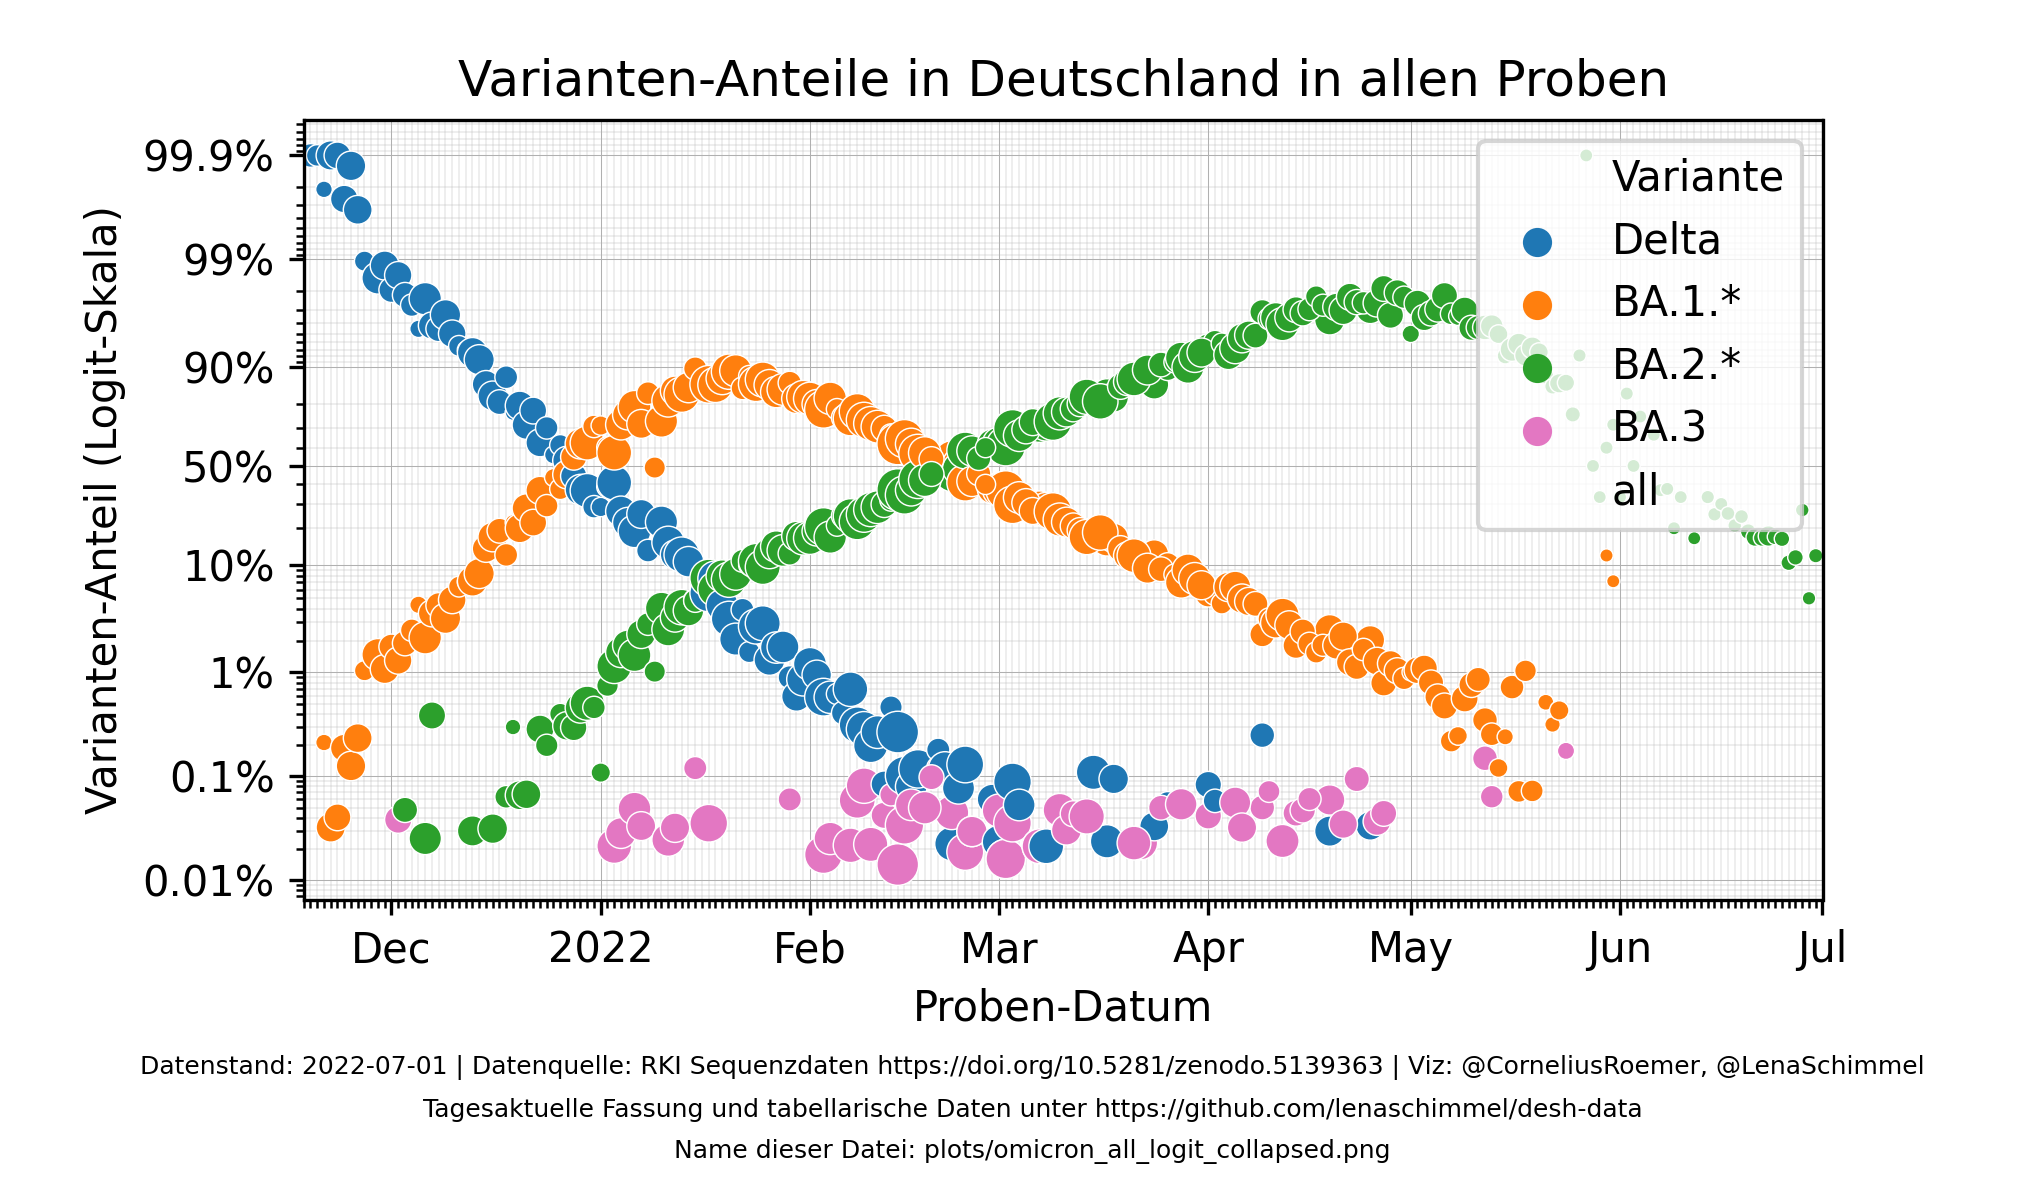 Varianten-Anteile in Deutschland in allen Proben
Varianten-Anteil (Logit-Skala)
99.9%
99%
90%
50%
10%
1%
0.1%
0.01%
Variante
Delta
BA.1.*
BA.2.*
BA.3
all
Dec 2022 Feb Mar Apr May Jun Jul
Proben-Datum
Datenstand: 2022-07-01 | Datenquelle: RKI Sequenzdaten https://doi.org/10.5281/zenodo.5139363 | Viz: @CorneliusRoemer, @LenaSchimmel
Tagesaktuelle Fassung und tabellarische Daten unter https://github.com/lenaschimmel/desh-data
Name dieser Datei: plots/omicron_all_logit_collapsed.png